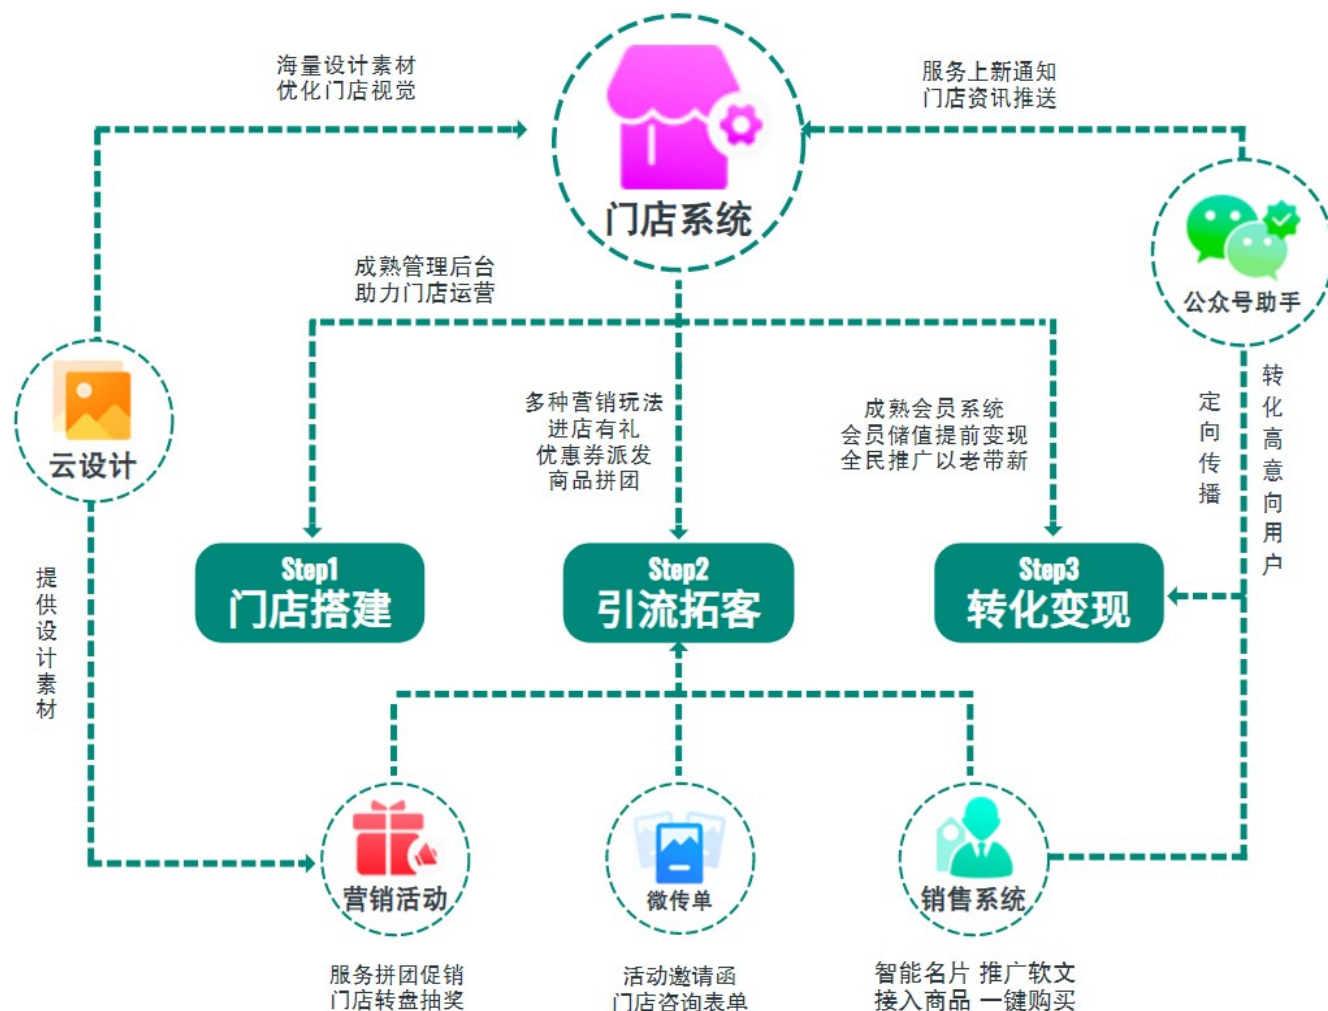 海量设计素材
优化门店视觉
服务上新通知
门店资讯推送
门店系统
公众号助手
成熟管理后台
助力门店运营
云设计
多种营销玩法
进店有礼
优惠券派发
商品拼团
成熟会员系统
会员储值提前变现
全民推广以老带新
定向传播
转化高意向用户
提供设计素材
Step1
门店搭建
Step2
引流拓客
Step3
转化变现
营销活动
微传单
销售系统
服务拼团促销
门店转盘抽奖
活动邀请函
门店咨询表单
智能名片 推广软文
接入商品 一键购买